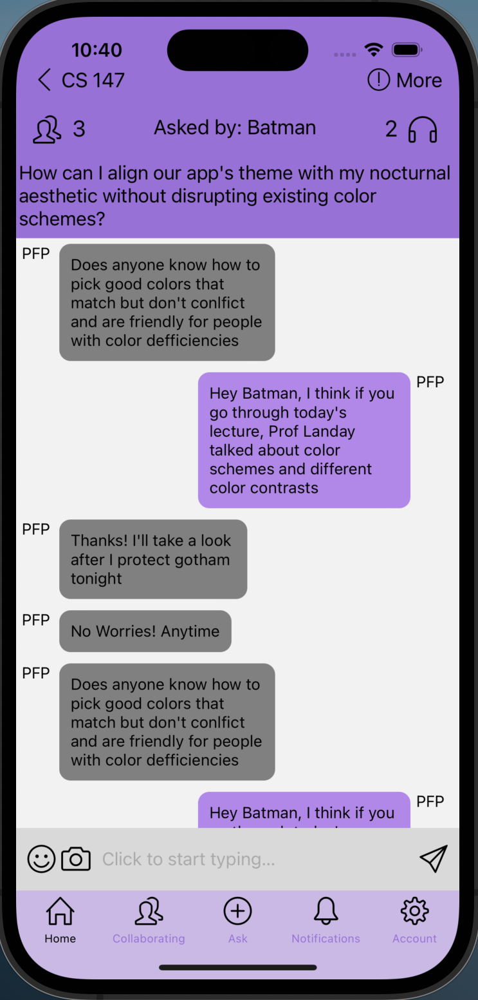 10:40
CS 147
More
3
Asked by: Batman
2
How can I align our app's theme with my nocturnal
aesthetic without disrupting existing color
schemes?
PFP
Does anyone know how to
pick good colors that
match but don't conlfict
and are friendly for people
with color defficiencies
PFP
Hey Batman, I think if you
go through today's
lecture, Prof Landay
talked about color
schemes and different
color contrasts
PFP
Thanks! I'll take a look
after I protect gotham
tonight
PFP
No Worries! Anytime
PFP
Does anyone know how to
pick good colors that
match but don't conlfict
and are friendly for people
with color defficiencies
PFP
Hey Batman, I think if you
Click to start typing...
Home
Collaborating
Ask
Notifications
Account